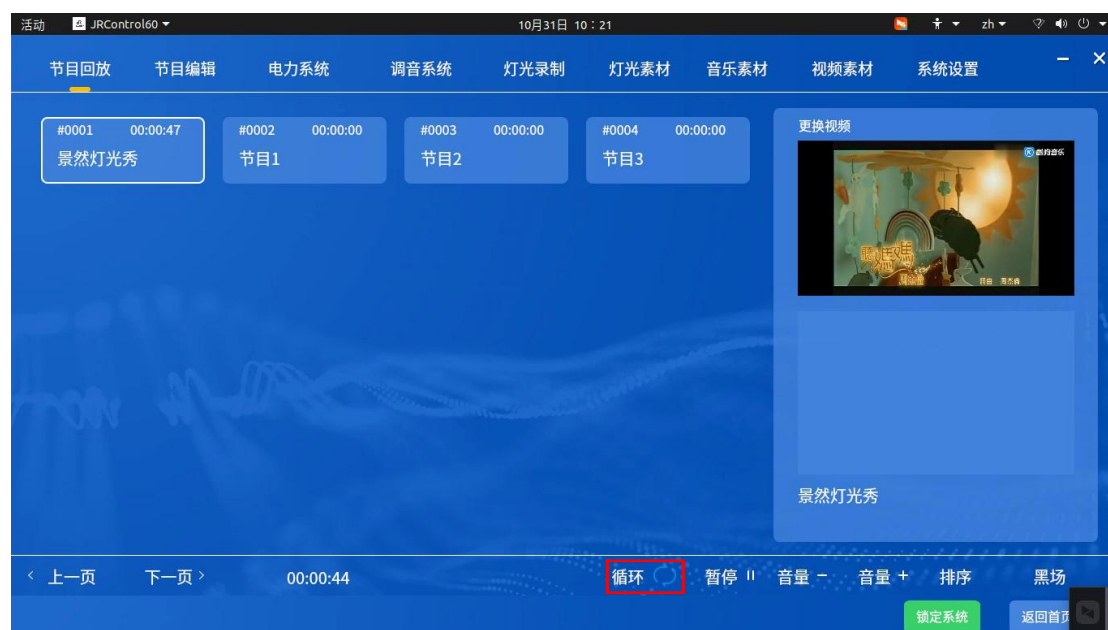 活动 JRControl60 10月31日 10：21 zh
节目回放 节目编辑 电力系统 调音系统 灯光录制 灯光素材 音乐素材 视频素材 系统设置
#0001 00:00:47 #0002 00:00:00 #0003 00:00:00 #0004 00:00:00
景然灯光秀 节目1 节目2 节目3
更换视频
景然灯光秀
上一页 下一页 00:00:44 循环 暂停 音量 - 音量 + 排序 黑场
锁定系统 返回首页